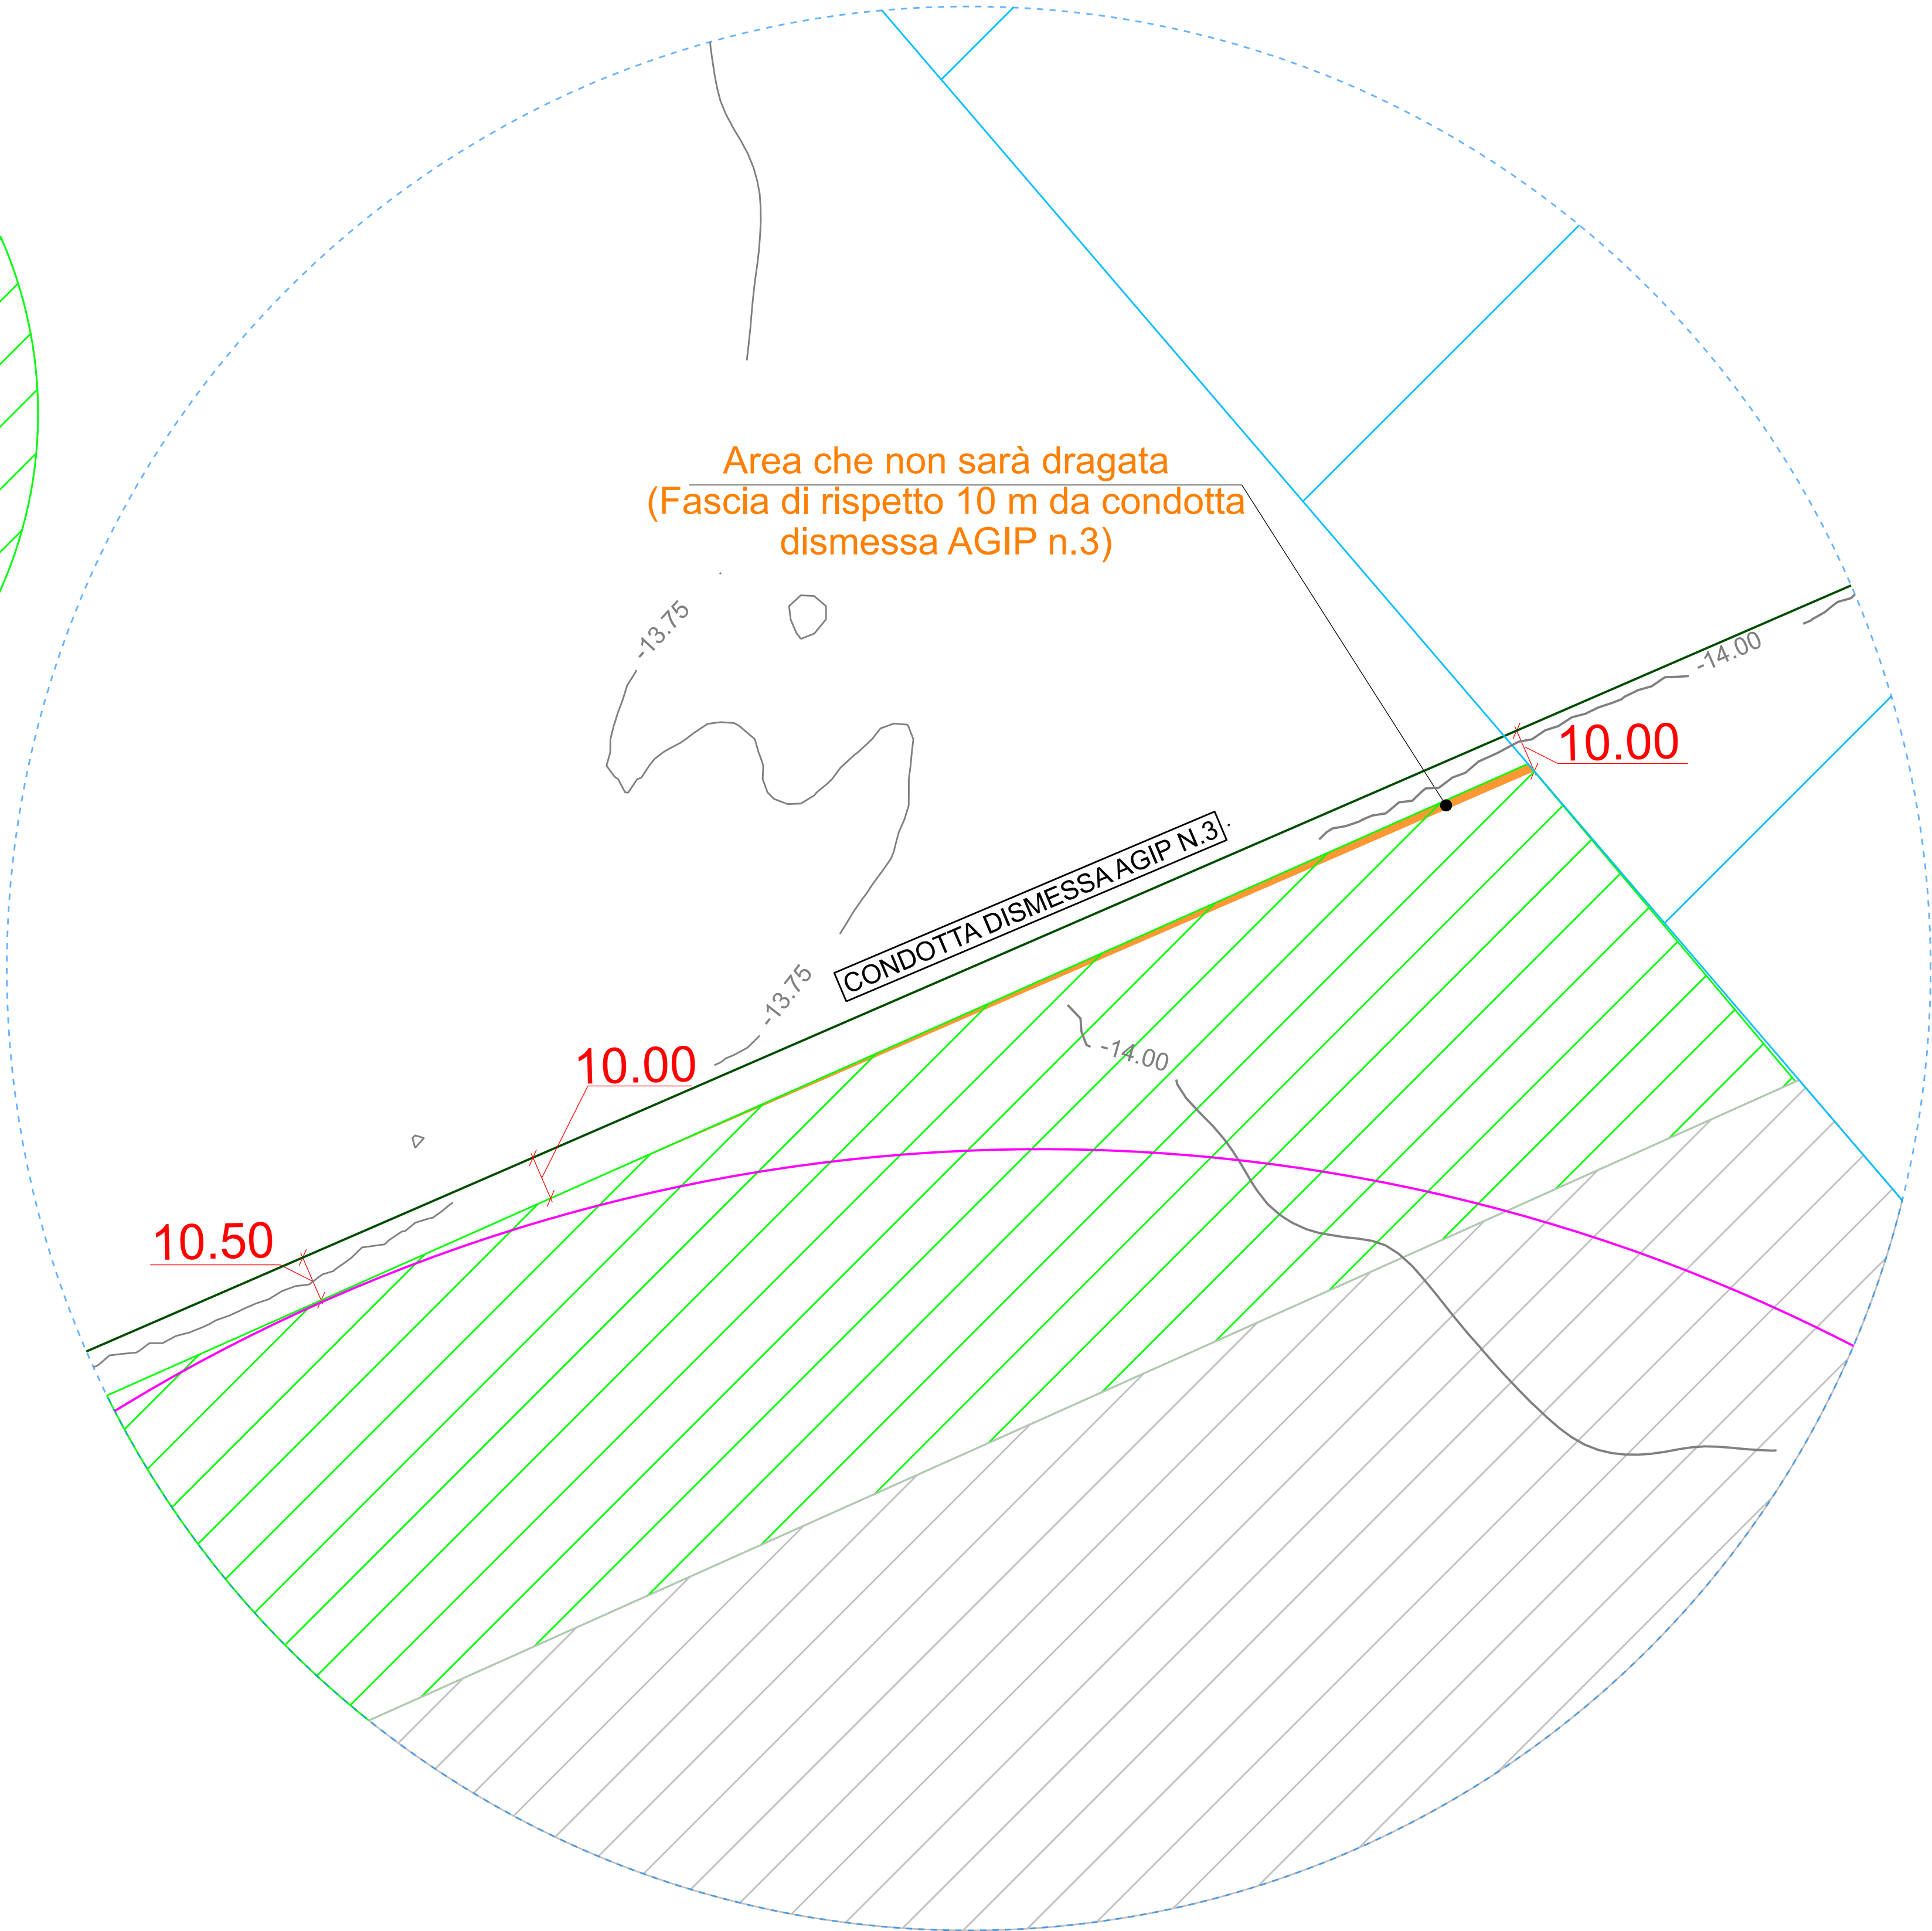 Area che non sarà dragata
(Fascia di rispetto 10 m da condotta
dismessa AGIP n.3)
-13.75
-14.00
10.00
CONDOTTA DISMESSA AGIP N.3
-13.75
-14.00
10.00
10.50